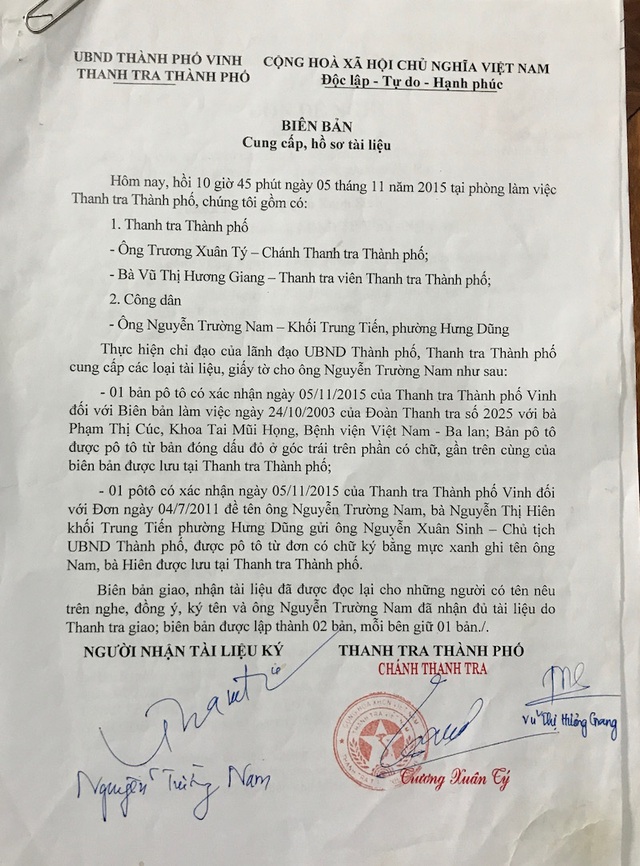 UBND THÀNH PHỐ VINH
THANH TRA THÀNH PHỐ
CỘNG HOÀ XÃ HỘI CHỦ NGHĨA VIỆT NAM
Độc lập - Tự do - Hạnh phúc
BIÊN BẢN
Cung cấp, hồ sơ tài liệu
Hôm nay, hồi 10 giờ 45 phút ngày 05 tháng 11 năm 2015 tại phòng làm việc
Thanh tra Thành phố, chúng tôi gồm có:
1. Thanh tra Thành phố
- Ông Trương Xuân Tý – Chánh Thanh tra Thành phố;
- Bà Vũ Thị Hương Giang – Thanh tra viên Thanh tra Thành phố;
2. Công dân
- Ông Nguyễn Trường Nam – Khối Trung Tiến, phường Hưng Dũng
Thực hiện chỉ đạo của lãnh đạo UBND Thành phố, Thanh tra Thành phố
cung cấp các loại tài liệu, giấy tờ cho ông Nguyễn Trường Nam như sau:
- 01 bản pô tô có xác nhận ngày 05/11/2015 của Thanh tra Thành phố Vinh
đối với Biên bản làm việc ngày 24/10/2003 của Đoàn Thanh tra số 2025 với bà
Phạm Thị Cúc, Khoa Tai Mũi Họng, Bệnh viện Việt Nam - Ba lan; Bản pô tô
được pô tô từ bản đóng dấu đỏ ở góc trái trên phần có chữ, gần trên cùng của
biên bản được lưu tại Thanh tra Thành phố;
- 01 pôtô có xác nhận ngày 05/11/2015 của Thanh tra Thành phố Vinh đối
với Đơn ngày 04/7/2011 đề tên ông Nguyễn Trường Nam, bà Nguyễn Thị Hiên
khối Trung Tiến phường Hưng Dũng gửi ông Nguyễn Xuân Sinh – Chủ tịch
UBND Thành phố, được pô tô từ đơn có chữ ký bằng mực xanh ghi tên ông
Nam, bà Hiên được lưu tại Thanh tra Thành phố.
Biên bản giao, nhận tài liệu đã được đọc lại cho những người có tên nêu
trên nghe, đồng ý, ký tên và ông Nguyễn Trường Nam đã nhận đủ tài liệu do
Thanh tra giao; biên bản được lập thành 02 bản, mỗi bên giữ 01 bản./.
NGƯỜI NHẬN TÀI LIỆU KÝ
THANH TRA THÀNH PHỐ
CHÁNH THANH TRA
Vũ Thị Hương Giang
Trương Xuân Tý
Nguyễn Trường Nam